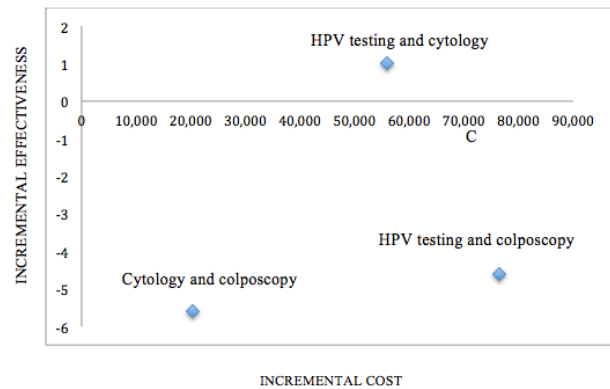 2
HPV testing and cytology
1
0
0 10,000 20,000 30,000 40,000 50,000 60,000 70,000 80,000 90,000
C
-1
-2
-3
HPV testing and colposcopy
-4
Cytology and colposcopy
-5
-6
INCREMENTAL EFFECTIVENESS
INCREMENTAL COST